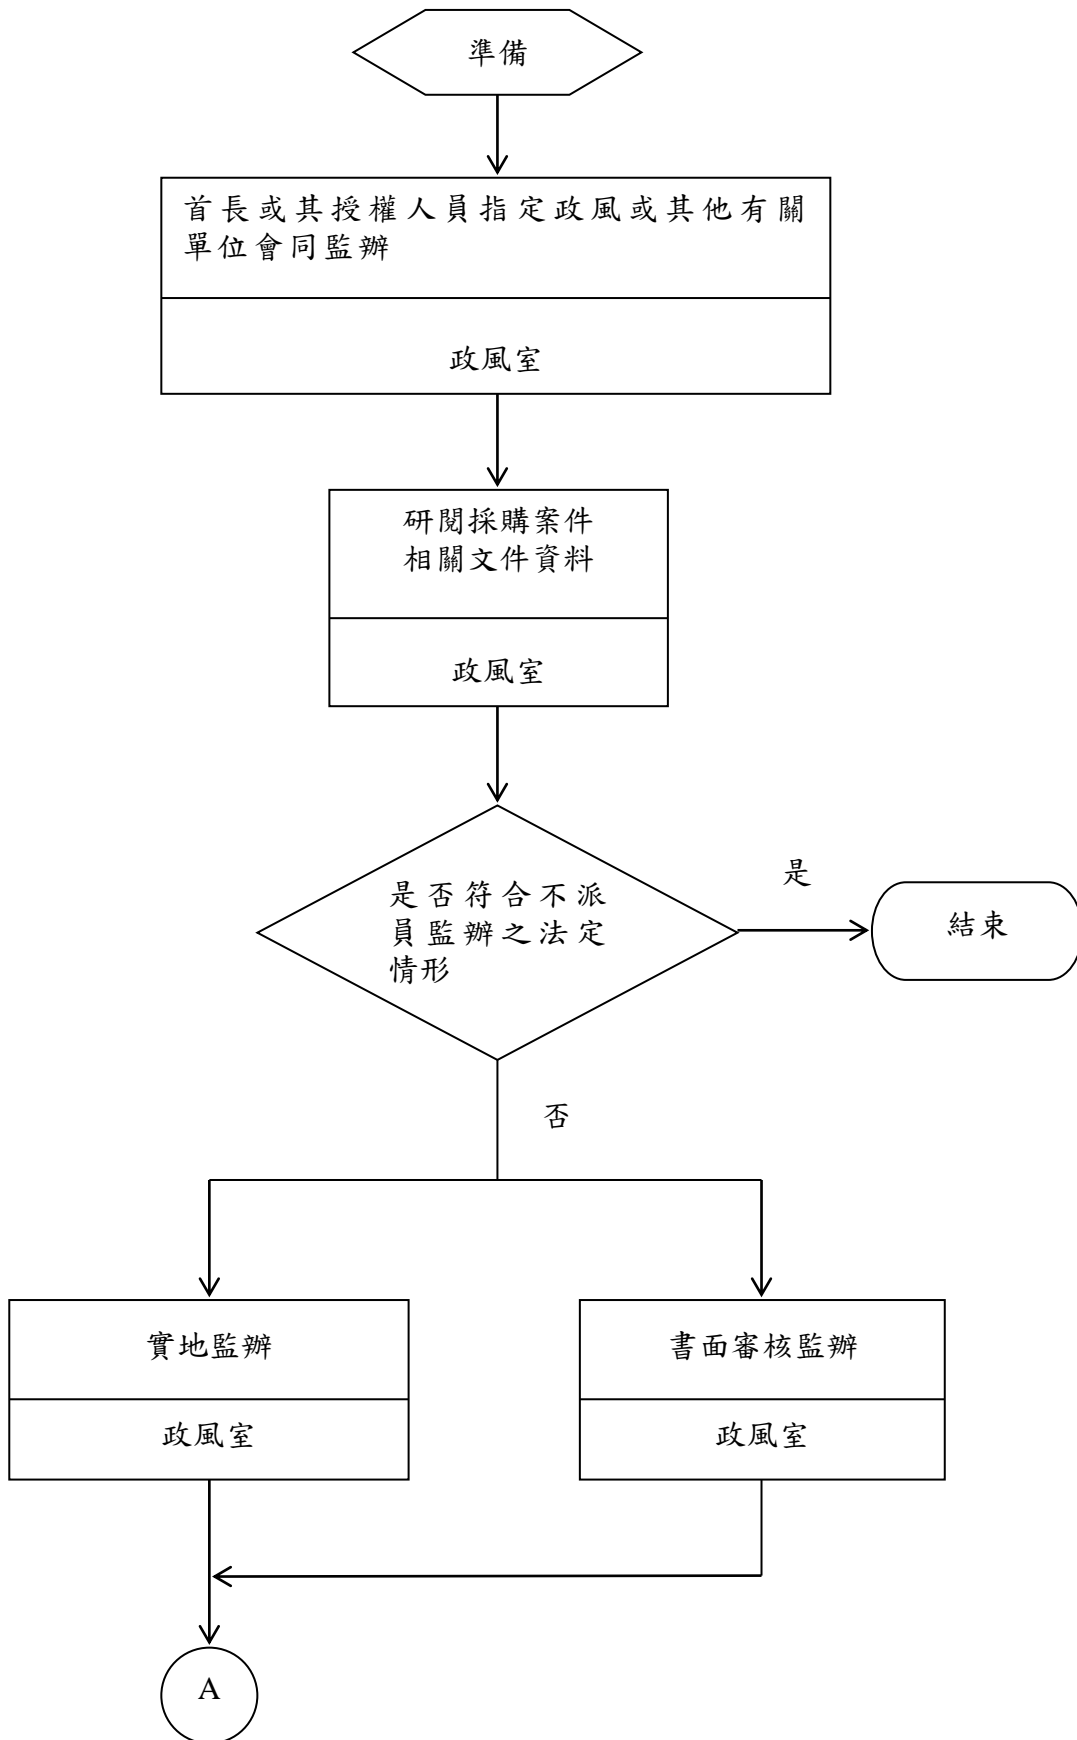 準備
首長或其授權人員指定政風或其他有關
單位會同監辦
政風室
研閱採購案件
相關文件資料
政風室
是否符合不派
員監辦之法定
情形
是
結束
否
實地監辦
政風室
書面審核監辦
政風室
A